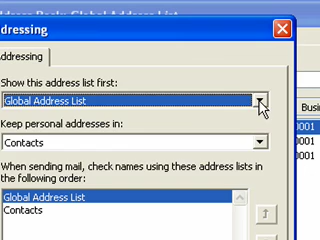 dress Book: Global Address List
dressing
Addressing
Show this address list first:
Global Address List
Keep personal addresses in:
Contacts
When sending mail, check names using these address lists in
the following order:
Global Address List
Contacts
Busi
0001
0001
0001